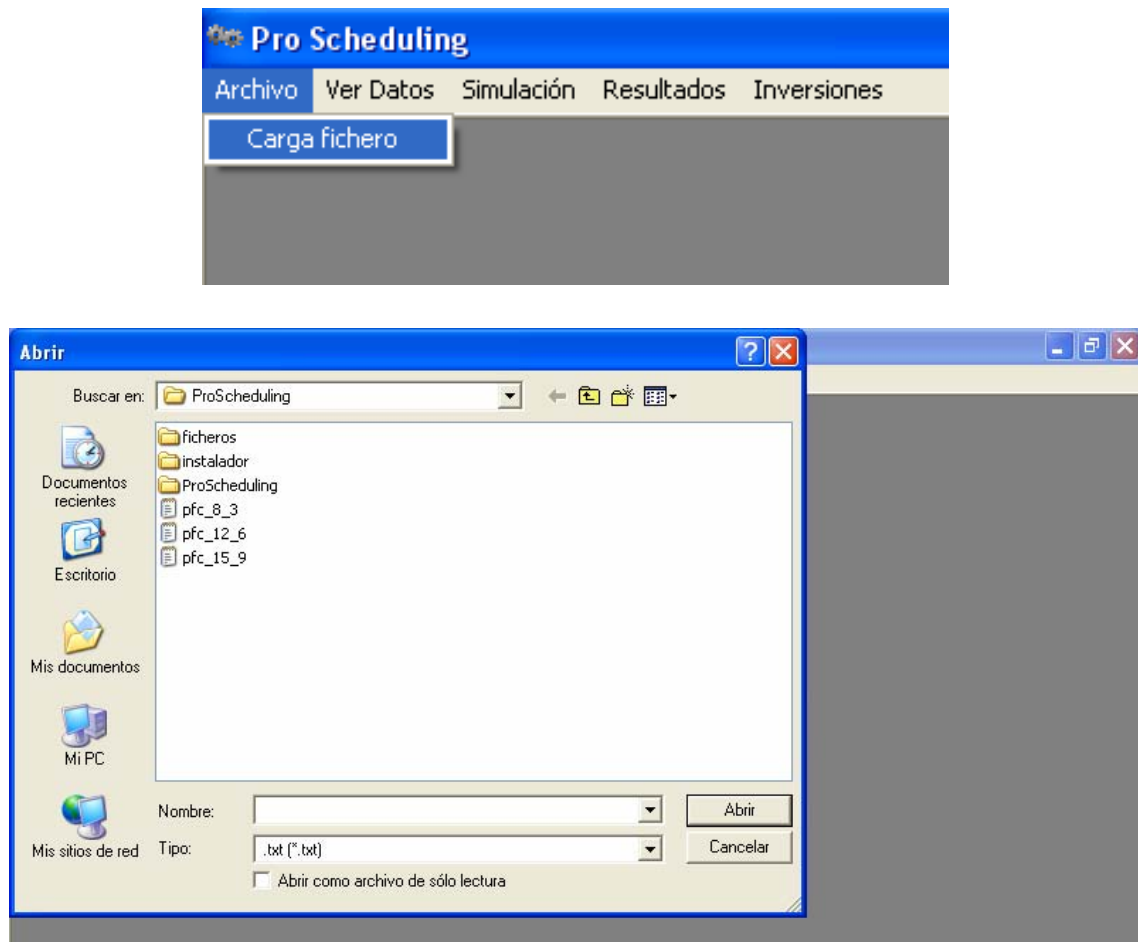 Pro Scheduling
Archivo Ver Datos Simulación Resultados Inversiones
Carga fichero
Abrir
Buscar en: ProScheduling
ficheros
instalador
ProScheduling
pfc_8_3
pfc_12_6
pfc_15_9
Documentos
recientes
Escritorio
Mis documentos
Mi PC
Mis sitios de red
Nombre: Abrir
Tipo: .txt (*.txt) Cancelar
Abrir como archivo de sólo lectura